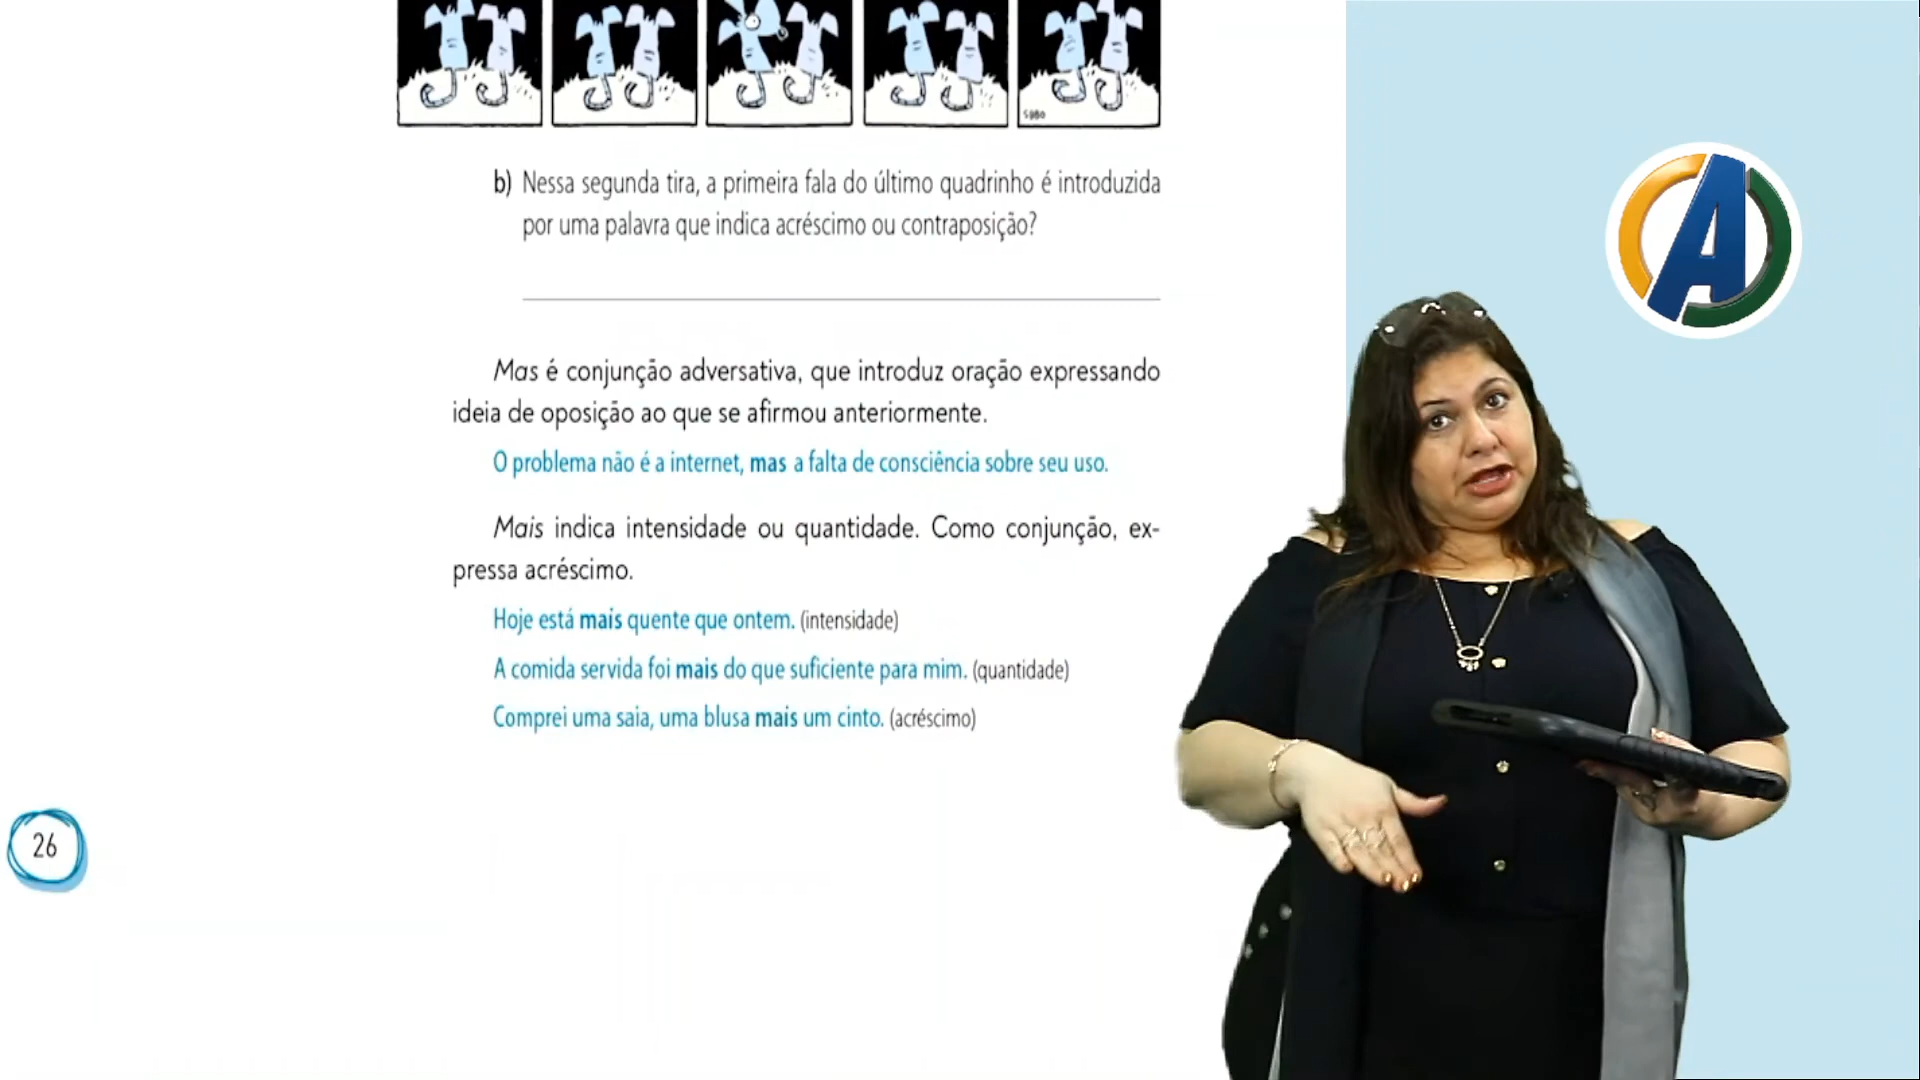 b) Nessa segunda tira, a primeira fala do último quadrinho é introduzida
por uma palavra que indica acréscimo ou contraposição?
Mas é conjunção adversativa, que introduz oração expressando
ideia de oposição ao que se afirmou anteriormente.
O problema não é a internet, mas a falta de consciência sobre seu uso.
Mais indica intensidade ou quantidade. Como conjunção, ex-
pressa acréscimo.
Hoje está mais quente que ontem. (intensidade)
A comida servida foi mais do que suficiente para mim. (quantidade)
Comprei uma saia, uma blusa mais um cinto. (acréscimo)
26
A